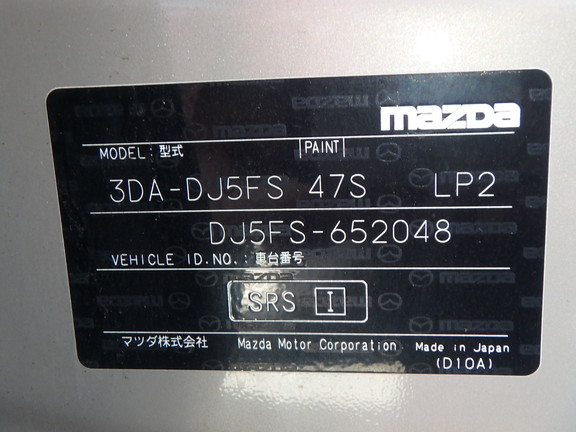 mazda
MODEL : 型式 PAINT
3DA-DJ5FS 47S LP2
DJ5FS-652048
VEHICLE ID.NO. : 車台番号
SRS I
マツダ株式会社 Mazda Motor Corporation Made in Japan
(D10A)